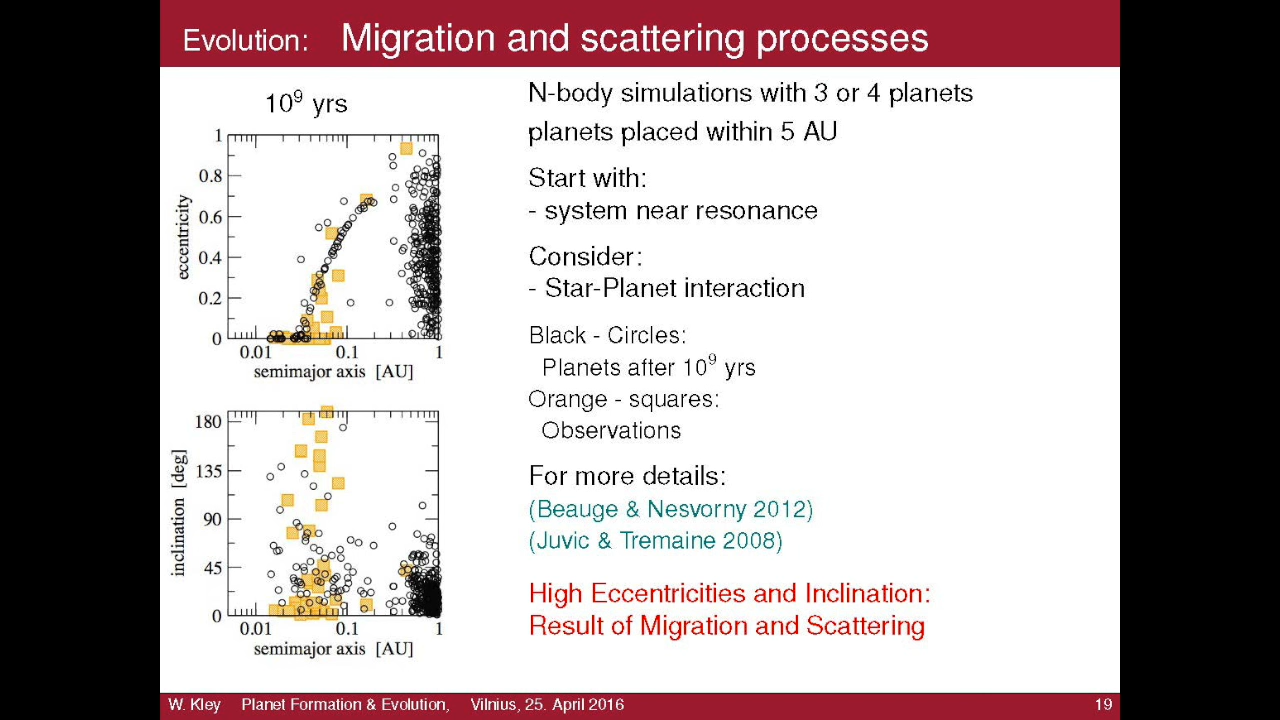 Evolution: Migration and scattering processes
10⁹ yrs
1
0.8
0.6
0.4
0.2
0
eccentricity
0.01 0.1 1
semimajor axis [AU]
180
135
90
45
0
inclination [deg]
0.01 0.1 1
semimajor axis [AU]
N-body simulations with 3 or 4 planets
planets placed within 5 AU
Start with:
- system near resonance
Consider:
- Star-Planet interaction
Black - Circles:
Planets after 10⁹ yrs
Orange - squares:
Observations
For more details:
(Beauge & Nesvorny 2012)
(Juvic & Tremaine 2008)
High Eccentricities and Inclination:
Result of Migration and Scattering
W. Kley Planet Formation & Evolution, Vilnius, 25. April 2016 19